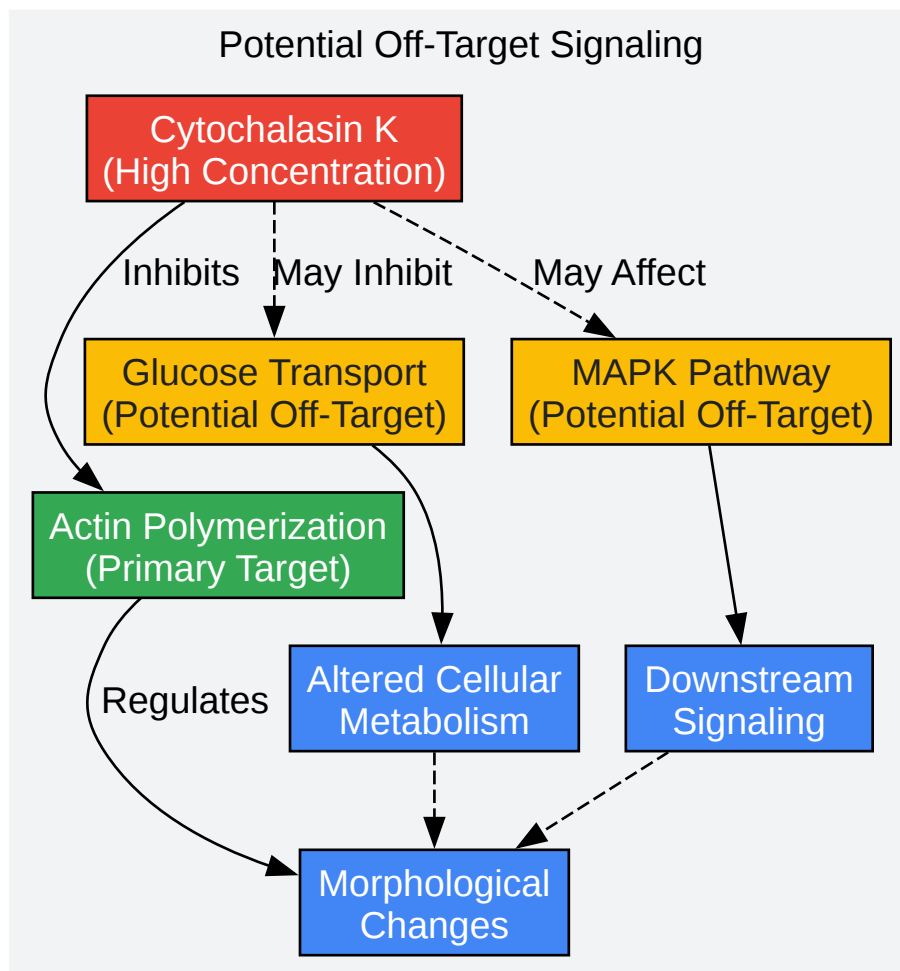 Potential Off-Target Signaling
Cytochalasin K
(High Concentration)
Inhibits
May Inhibit
May Affect
Glucose Transport
(Potential Off-Target)
MAPK Pathway
(Potential Off-Target)
Actin Polymerization
(Primary Target)
Regulates
Altered Cellular
Metabolism
Downstream
Signaling
Morphological
Changes